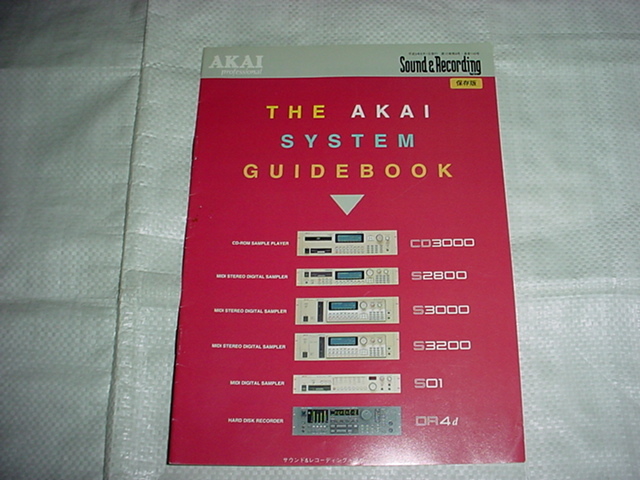 AKAI
professional
Sound & Recording
保存版
THE AKAI
SYSTEM
GUIDEBOOK
CD-ROM SAMPLE PLAYER CD3000
MIDI STEREO DIGITAL SAMPLER S2800
MIDI STEREO DIGITAL SAMPLER S3000
MIDI STEREO DIGITAL SAMPLER S3200
MIDI DIGITAL SAMPLER S01
HARD DISK RECORDER DR4d
サウンド&レコーディング